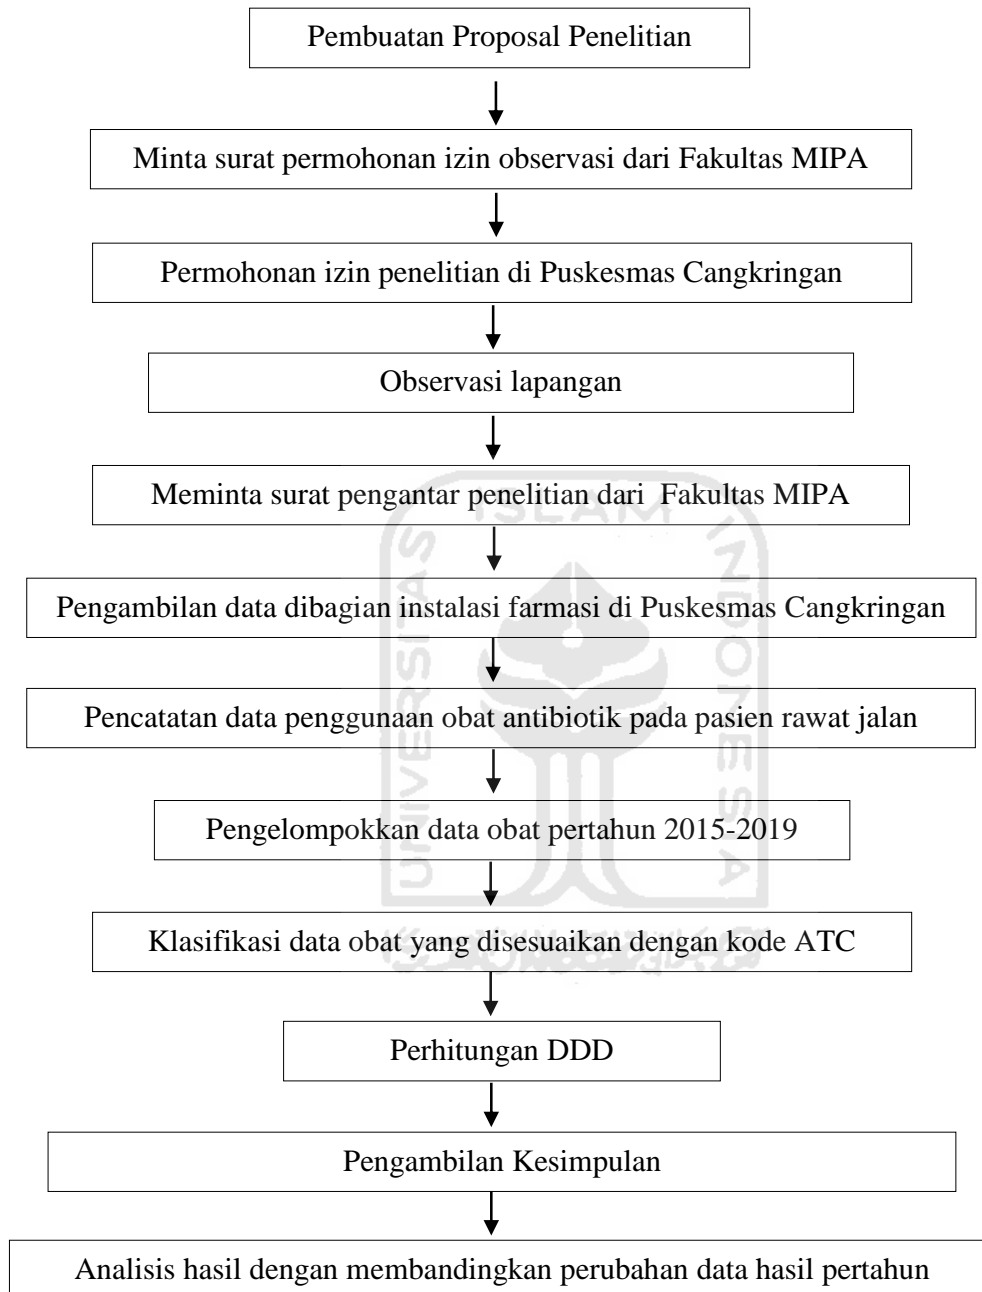 Pembuatan Proposal Penelitian
Minta surat permohonan izin observasi dari Fakultas MIPA
Permohonan izin penelitian di Puskesmas Cangkringan
Observasi lapangan
Meminta surat pengantar penelitian dari Fakultas MIPA
ISLAM
UNIVERSITAS
INDONESIA
Pengambilan data dibagian instalasi farmasi di Puskesmas Cangkringan
Pencatatan data penggunaan obat antibiotik pada pasien rawat jalan
Pengelompokkan data obat pertahun 2015-2019
Klasifikasi data obat yang disesuaikan dengan kode ATC
Perhitungan DDD
Pengambilan Kesimpulan
Analisis hasil dengan membandingkan perubahan data hasil pertahun